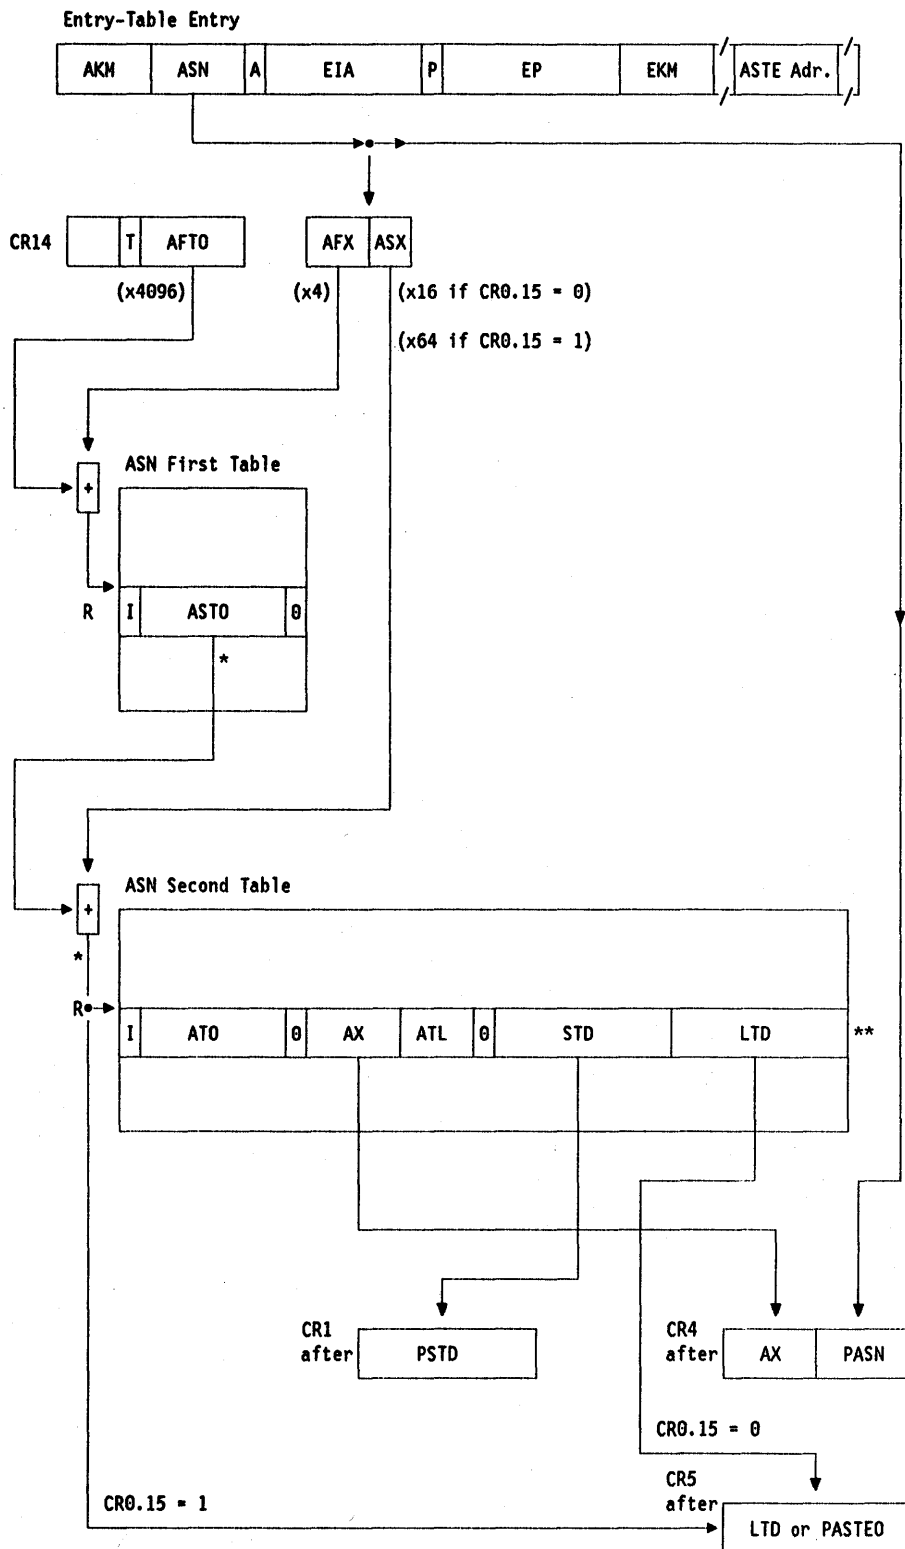 Entry-Table Entry
AKM ASN A EIA P EP EKM ASTE Adr.
CR14 T AFTO AFX ASX
(x4096) (x4) (x16 if CR0.15 = 0)
(x64 if CR0.15 = 1)
ASN First Table
+
R I ASTO 0
*
ASN Second Table
+
*
R
I ATO 0 AX ATL 0 STD LTD **
CR1 after PSTD
CR4 after AX PASN
CR0.15 = 0
CR5 after
CR0.15 = 1
LTD or PASTEO